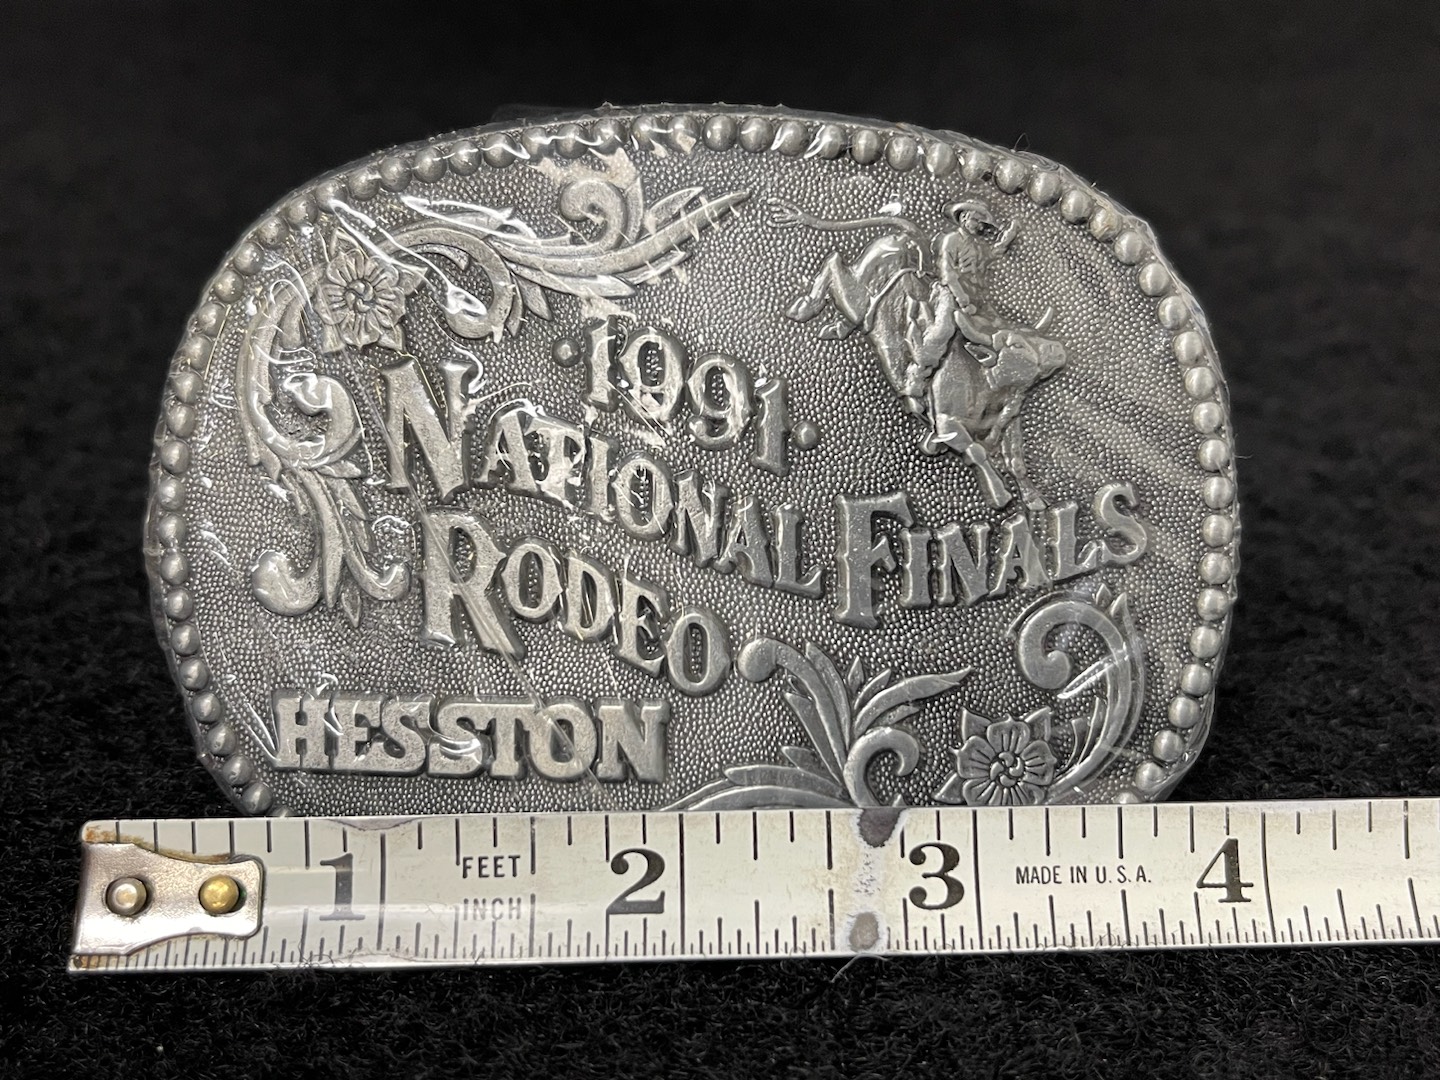 ·1991·
NATIONAL FINALS
RODEO
HESSTON
1 FEET 2 3 MADE IN U.S.A. 4
INCH